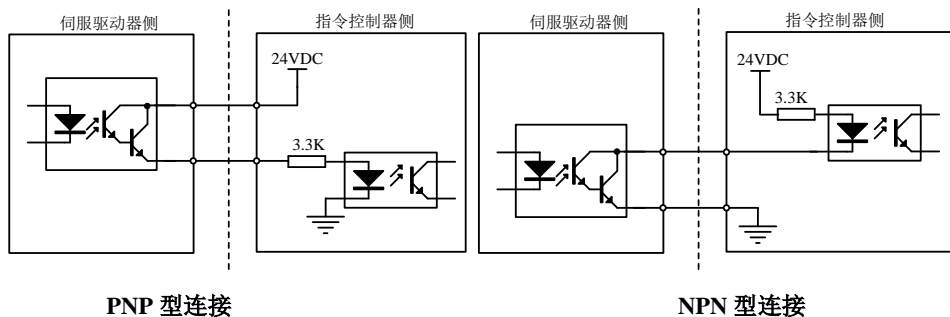 伺服驱动器侧
指令控制器侧
24VDC
3.3K
PNP 型连接
伺服驱动器侧
指令控制器侧
24VDC
3.3K
NPN 型连接